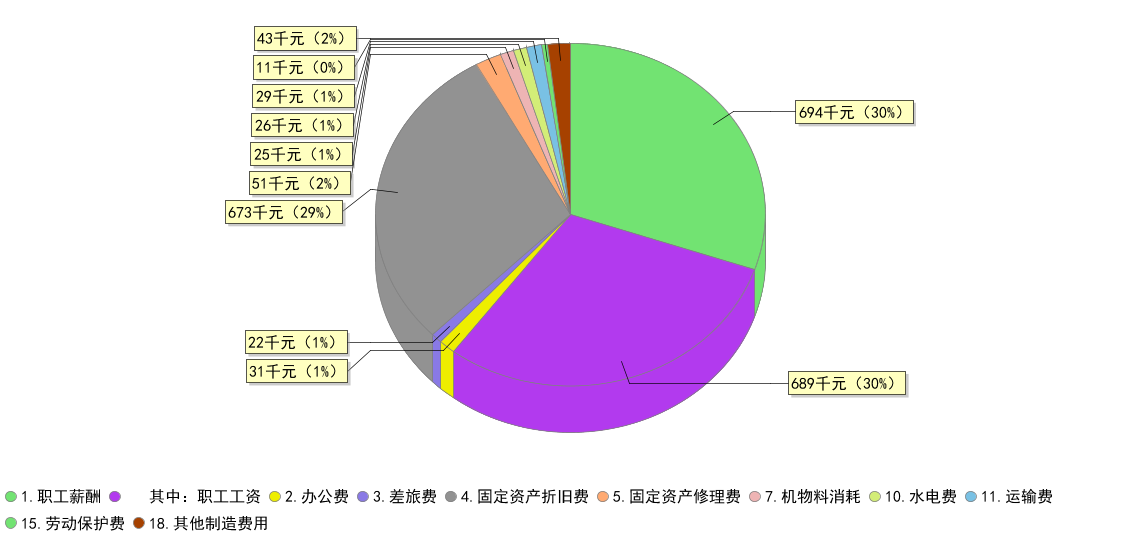 43千元（2%）
11千元（0%）
29千元（1%）
26千元（1%）
25千元（1%）
51千元（2%）
673千元（29%）
694千元（30%）
22千元（1%）
31千元（1%）
689千元（30%）
1.职工薪酬 其中：职工工资 2.办公费 3.差旅费 4.固定资产折旧费 5.固定资产修理费 7.机物料消耗 10.水电费 11.运输费
15.劳动保护费 18.其他制造费用